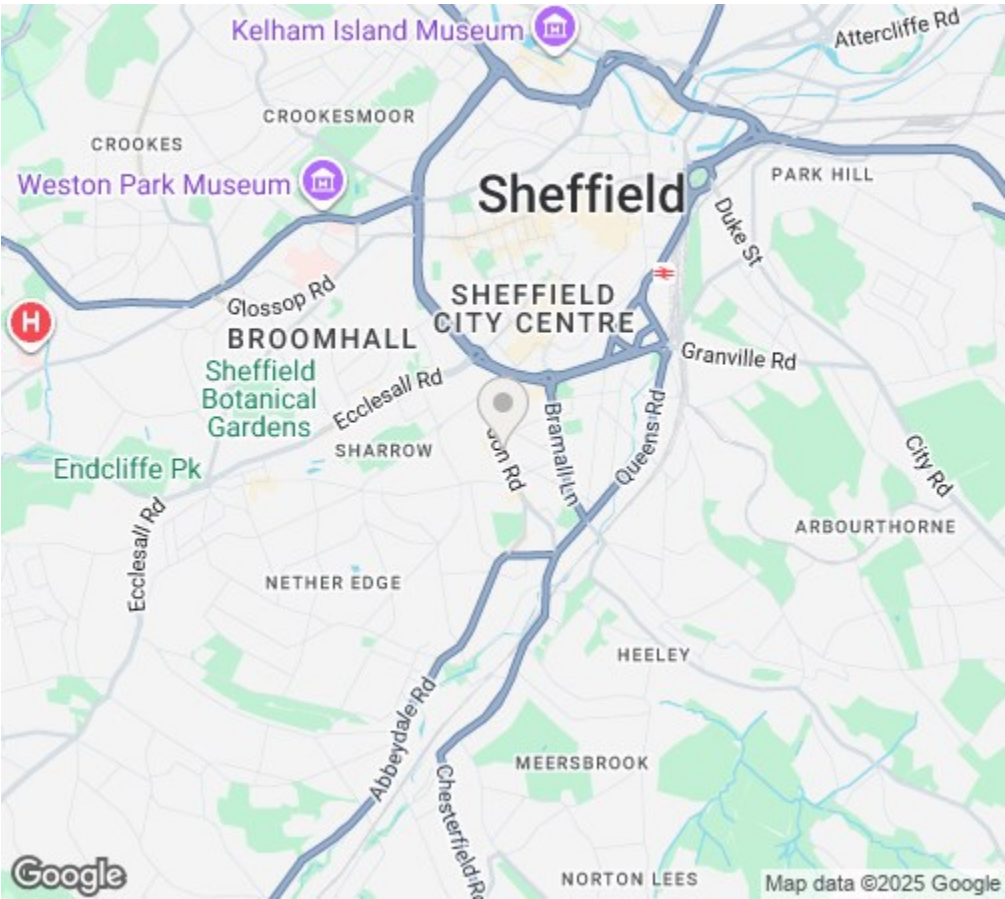 Kelham Island Museum
Attercliffe Rd
CROOKESMOOR
CROOKES
Weston Park Museum
Sheffield
PARK HILL
Duke St
Glossop Rd
SHEFFIELD
CITY CENTRE
H
BROOMHALL
Granville Rd
Sheffield
Botanical
Gardens
Ecclesall Rd
Bramall Ln
Queens Rd
SHARROW
City Rd
Endcliffe Pk
Rd
Ecclesall Rd
ARBOURTHORNE
NETHER EDGE
HEELEY
Abbeydale Rd
MEERSBROOK
Chesterfield Rd
NORTON LEES
Google
Map data ©2025 Google